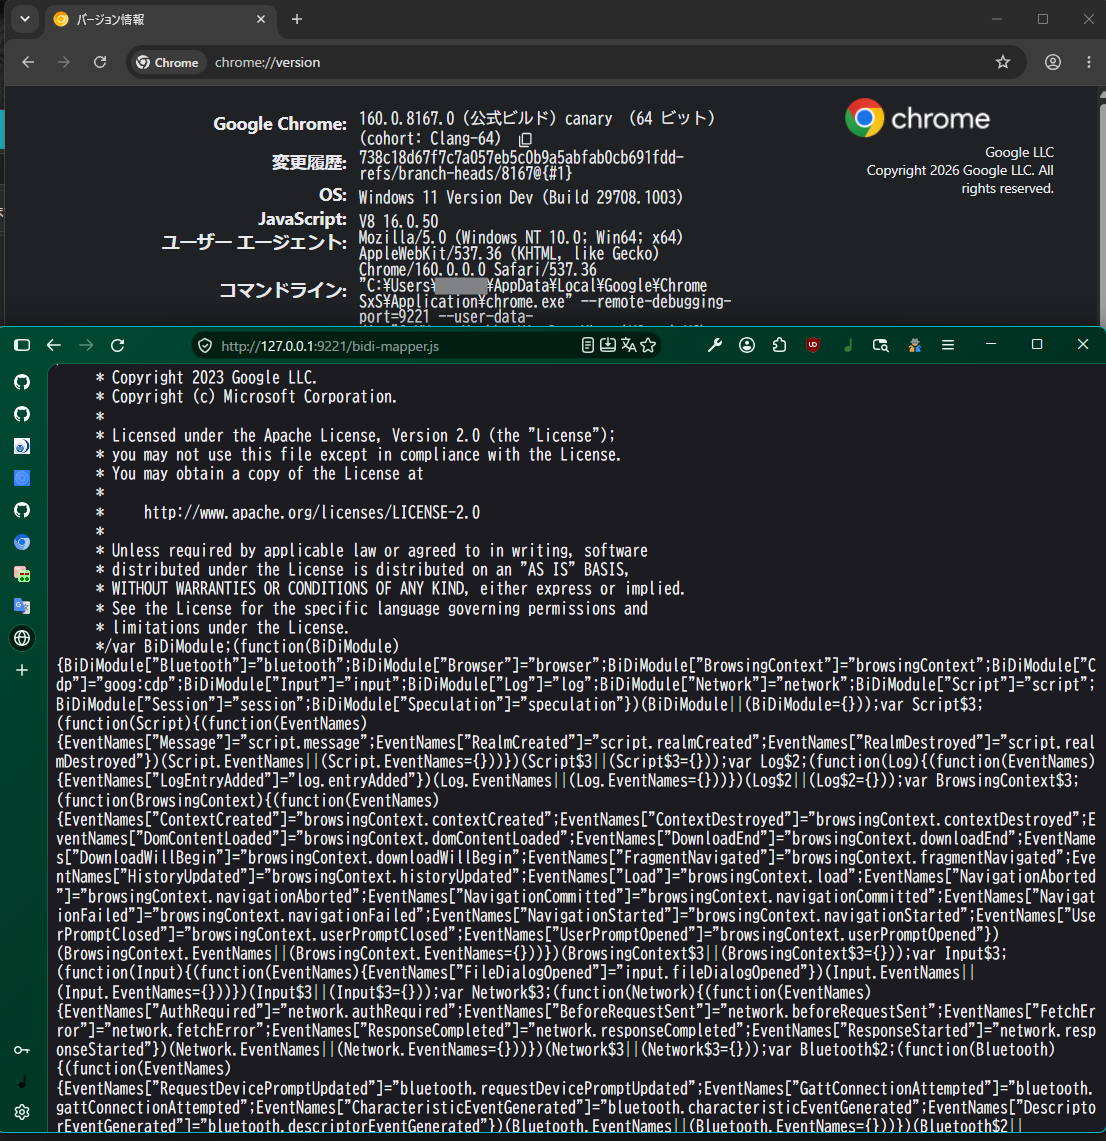 バージョン情報
Chrome
chrome://version
Google Chrome:
160.0.8167.0 (公式ビルド) canary (64 ビット)
(cohort: Clang-64)
変更履歴:
738c18d67f7c7a057eb5c0b9a5abfab0cb691fdd-
refs/branch-heads/8167@{#1}
OS:
Windows 11 Version Dev (Build 29708.1003)
JavaScript:
V8 16.0.50
ユーザー エージェント:
Mozilla/5.0 (Windows NT 10.0; Win64; x64)
AppleWebKit/537.36 (KHTML, like Gecko)
Chrome/160.0.0.0 Safari/537.36
コマンドライン:
"C:¥Users¥ ¥AppData¥Local¥Google¥Chrome
SxS¥Application¥chrome.exe" --remote-debugging-
port=9221 --user-data-
chrome
Google LLC
Copyright 2026 Google LLC. All
rights reserved.
http://127.0.0.1:9221/bidi-mapper.js
* Copyright 2023 Google LLC.
* Copyright (c) Microsoft Corporation.
*
* Licensed under the Apache License, Version 2.0 (the "License");
* you may not use this file except in compliance with the License.
* You may obtain a copy of the License at
*
* http://www.apache.org/licenses/LICENSE-2.0
*
* Unless required by applicable law or agreed to in writing, software
* distributed under the License is distributed on an "AS IS" BASIS,
* WITHOUT WARRANTIES OR CONDITIONS OF ANY KIND, either express or implied.
* See the License for the specific language governing permissions and
* limitations under the License.
*/var BiDiModule;(function(BiDiModule)
{BiDiModule["Bluetooth"]="bluetooth";BiDiModule["Browser"]="browser";BiDiModule["BrowsingContext"]="browsingContext";BiDiModule["C
dp"]="goog:cdp";BiDiModule["Input"]="input";BiDiModule["Log"]="log";BiDiModule["Network"]="network";BiDiModule["Script"]="script";
BiDiModule["Session"]="session";BiDiModule["Speculation"]="speculation"})(BiDiModule||(BiDiModule={}));var Script$3;
(function(Script){(function(EventNames)
{EventNames["Message"]="script.message";EventNames["RealmCreated"]="script.realmCreated";EventNames["RealmDestroyed"]="script.real
mDestroyed"})(Script.EventNames||(Script.EventNames={}))})(Script$3||(Script$3={}));var Log$2;(function(Log){(function(EventNames)
{EventNames["LogEntryAdded"]="log.entryAdded"})(Log.EventNames||(Log.EventNames={}))})(Log$2||(Log$2={}));var BrowsingContext$3;
(function(BrowsingContext){(function(EventNames)
{EventNames["ContextCreated"]="browsingContext.contextCreated";EventNames["ContextDestroyed"]="browsingContext.contextDestroyed";E
ventNames["DomContentLoaded"]="browsingContext.domContentLoaded";EventNames["DownloadEnd"]="browsingContext.downloadEnd";EventName
s["DownloadWillBegin"]="browsingContext.downloadWillBegin";EventNames["FragmentNavigated"]="browsingContext.fragmentNavigated";Eve
ntNames["HistoryUpdated"]="browsingContext.historyUpdated";EventNames["Load"]="browsingContext.load";EventNames["NavigationAborted
"]="browsingContext.navigationAborted";EventNames["NavigationCommitted"]="browsingContext.navigationCommitted";EventNames["Navigat
ionFailed"]="browsingContext.navigationFailed";EventNames["NavigationStarted"]="browsingContext.navigationStarted";EventNames["Use
rPromptClosed"]="browsingContext.userPromptClosed";EventNames["UserPromptOpened"]="browsingContext.userPromptOpened"})
(BrowsingContext.EventNames||(BrowsingContext.EventNames={}))})(BrowsingContext$3||(BrowsingContext$3={}));var Input$3;
(function(Input){(function(EventNames){EventNames["FileDialogOpened"]="input.fileDialogOpened"})(Input.EventNames||
(Input.EventNames={}))})(Input$3||(Input$3={}));var Network$3;(function(Network){(function(EventNames)
{EventNames["AuthRequired"]="network.authRequired";EventNames["BeforeRequestSent"]="network.beforeRequestSent";EventNames["FetchEr
ror"]="network.fetchError";EventNames["ResponseCompleted"]="network.responseCompleted";EventNames["ResponseStarted"]="network.resp
onseStarted"})(Network.EventNames||(Network.EventNames={}))})(Network$3||(Network$3={}));var Bluetooth$2;(function(Bluetooth)
{(function(EventNames)
{EventNames["RequestDevicePromptUpdated"]="bluetooth.requestDevicePromptUpdated";EventNames["GattConnectionAttempted"]="bluetooth.
gattConnectionAttempted";EventNames["CharacteristicEventGenerated"]="bluetooth.characteristicEventGenerated";EventNames["Descripto
rEventGenerated"]="bluetooth.descriptorEventGenerated"})(Bluetooth.EventNames||(Bluetooth.EventNames={}))})(Bluetooth$2||